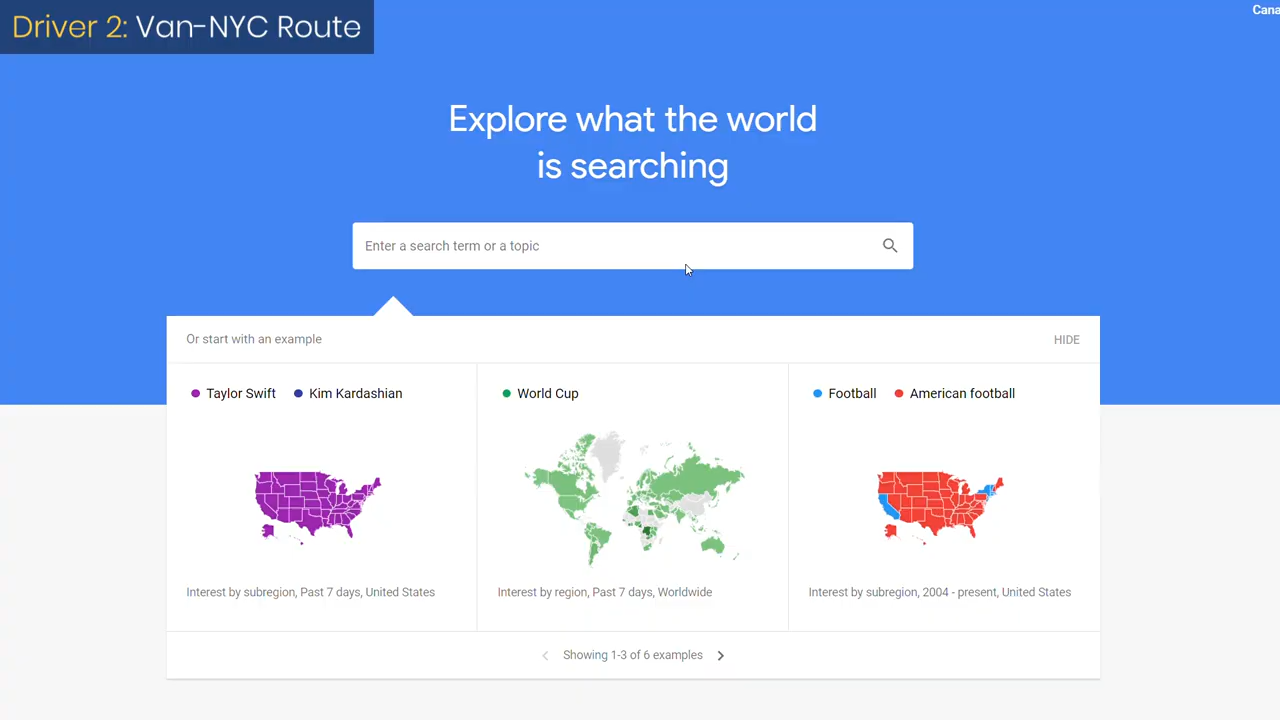 Driver 2: Van-NYC Route
Explore what the world
is searching
Enter a search term or a topic
Or start with an example
HIDE
Taylor Swift
Kim Kardashian
World Cup
Football
American football
Interest by subregion, Past 7 days, United States
Interest by region, Past 7 days, Worldwide
Interest by subregion, 2004 - present, United States
Showing 1-3 of 6 examples